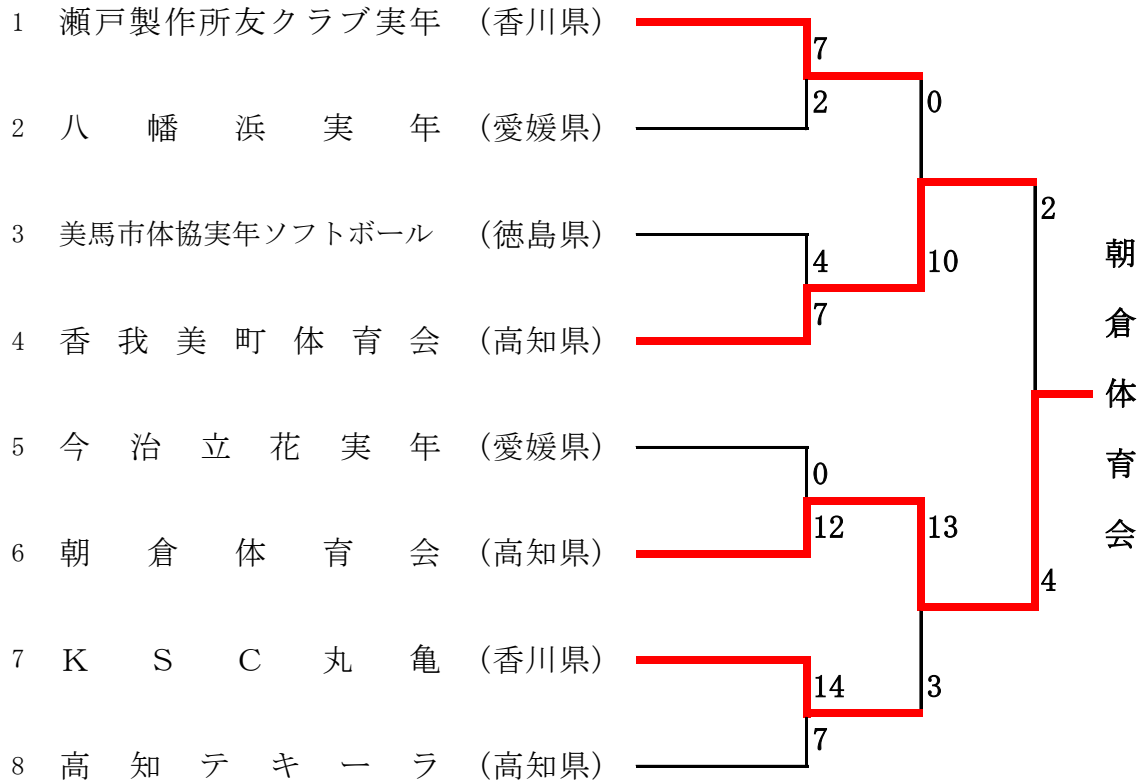 1 瀬戸製作所友クラブ実年 (香川県)
7
2
0
2 八幡浜実年 (愛媛県)
2
3 美馬市体協実年ソフトボール (徳島県)
4
10
7
4 香我美町体育会 (高知県)
朝倉体育会
5 今治立花実年 (愛媛県)
0
12
13
6 朝倉体育会 (高知県)
4
7 KSC丸亀 (香川県)
14
3
7
8 高知テキーラ (高知県)